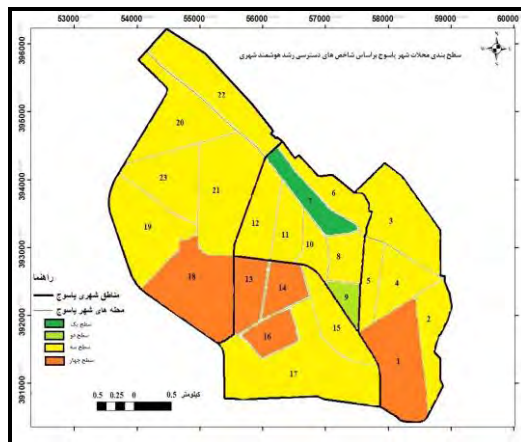 53000 54000 55000 56000 57000 58000 59000 60000
سطح بندی محلات شهر یاسوج براساس شاخص های دسترسی رشد هوشمند شهری
396000
395000
394000
393000
392000
391000
22
20
6
7
3
23
21
12
11
10
8
19
5
4
18
13
14
9
2
15
16
1
17
راهنما
مناطق شهری یاسوج
محله های شهر یاسوج
سطح یک
سطح دو
سطح سه
سطح چهار
0.5 0.25 0 0.5 کیلومتر